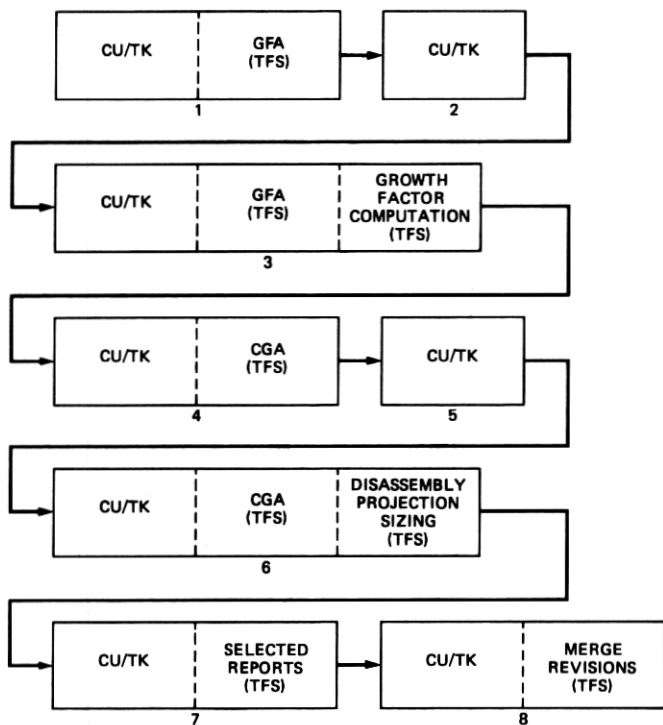 CU/TK
GFA
(TFS)
1
CU/TK
2
CU/TK
GFA
(TFS)
GROWTH
FACTOR
COMPUTATION
(TFS)
3
CU/TK
CGA
(TFS)
4
CU/TK
5
CU/TK
CGA
(TFS)
DISASSEMBLY
PROJECTION
SIZING
(TFS)
6
CU/TK
SELECTED
REPORTS
(TFS)
7
CU/TK
MERGE
REVISIONS
(TFS)
8